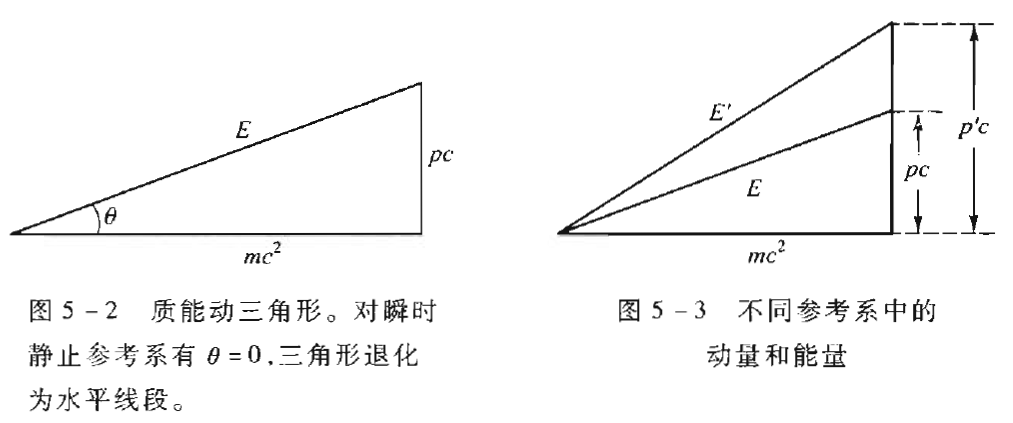 E
pc
θ
mc²
图 5-2 质能动三角形。对瞬时
静止参考系有 θ=0,三角形退化
为水平线段。
E′
p′c
pc
E
mc²
图 5-3 不同参考系中的
动量和能量